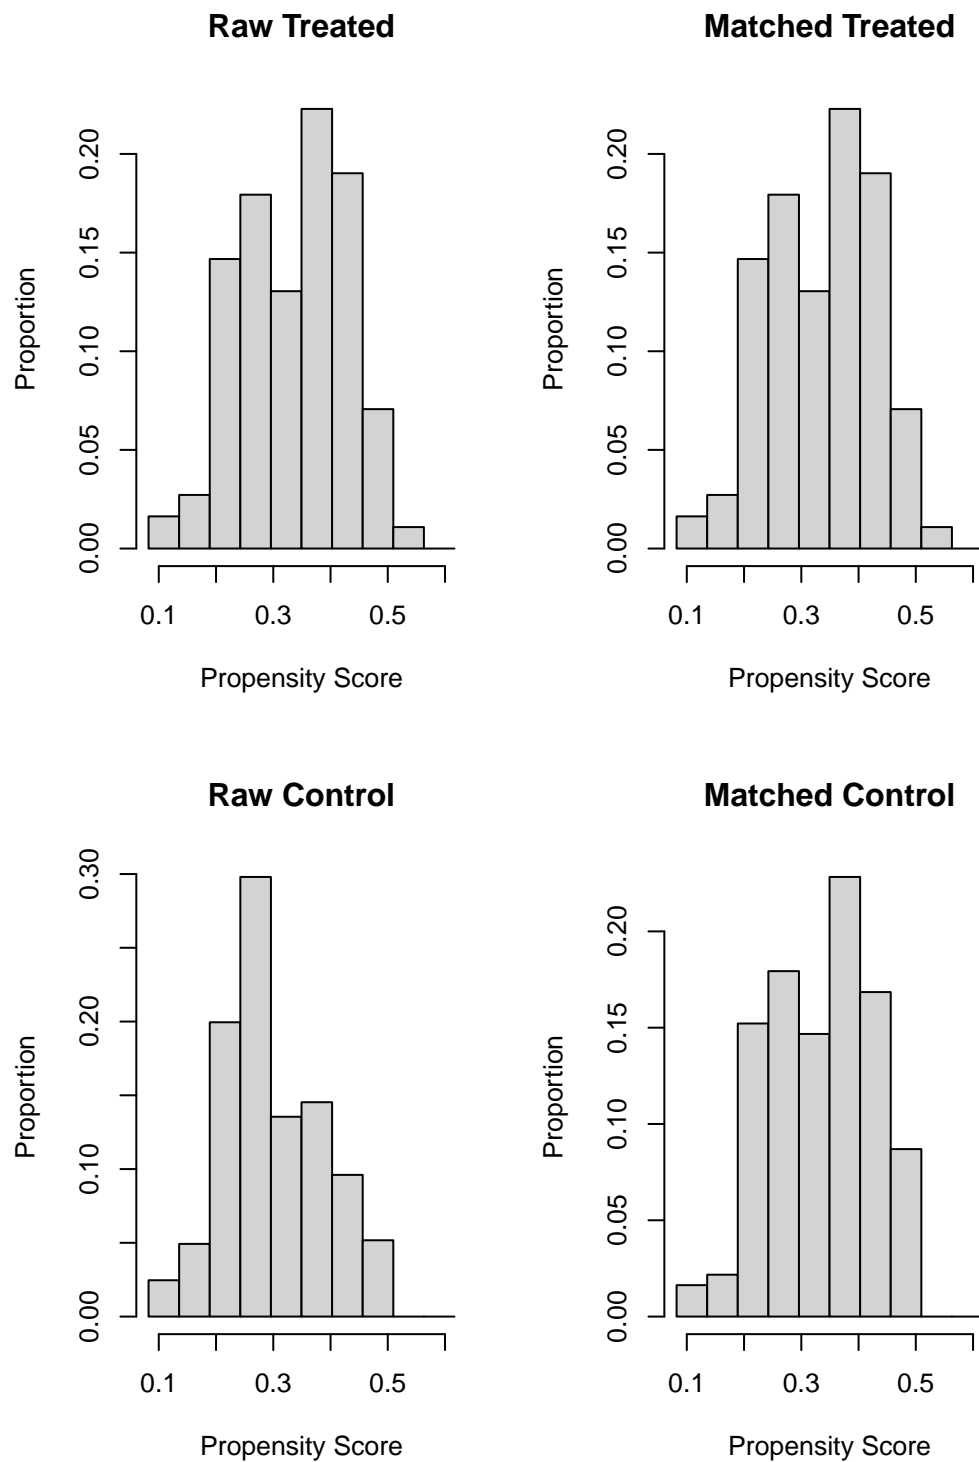 Raw Treated
Proportion
0.00 0.05 0.10 0.15 0.20
0.1 0.3 0.5
Propensity Score
Matched Treated
Proportion
0.00 0.05 0.10 0.15 0.20
0.1 0.3 0.5
Propensity Score
Raw Control
Proportion
0.00 0.10 0.20 0.30
0.1 0.3 0.5
Propensity Score
Matched Control
Proportion
0.00 0.05 0.10 0.15 0.20
0.1 0.3 0.5
Propensity Score